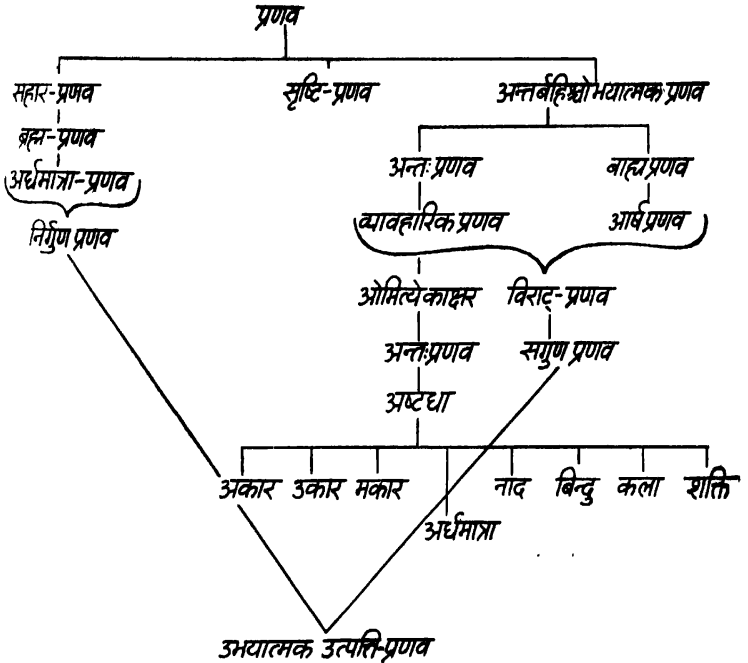 प्रणव
सहार-प्रणव सृष्टि-प्रणव अन्तर्बहिश्चोभयात्मक प्रणव
ब्रह्म-प्रणव अन्तः प्रणव बाह्य प्रणव
अर्धमात्रा-प्रणव
निर्गुण प्रणव व्यावहारिक प्रणव आर्ष प्रणव
ओमित्येकाक्षर विराट्-प्रणव
अन्तःप्रणव सगुण प्रणव
अष्टधा
अकार उकार मकार नाद बिन्दु कला शक्ति
अर्धमात्रा
उभयात्मक उत्पत्ति-प्रणव